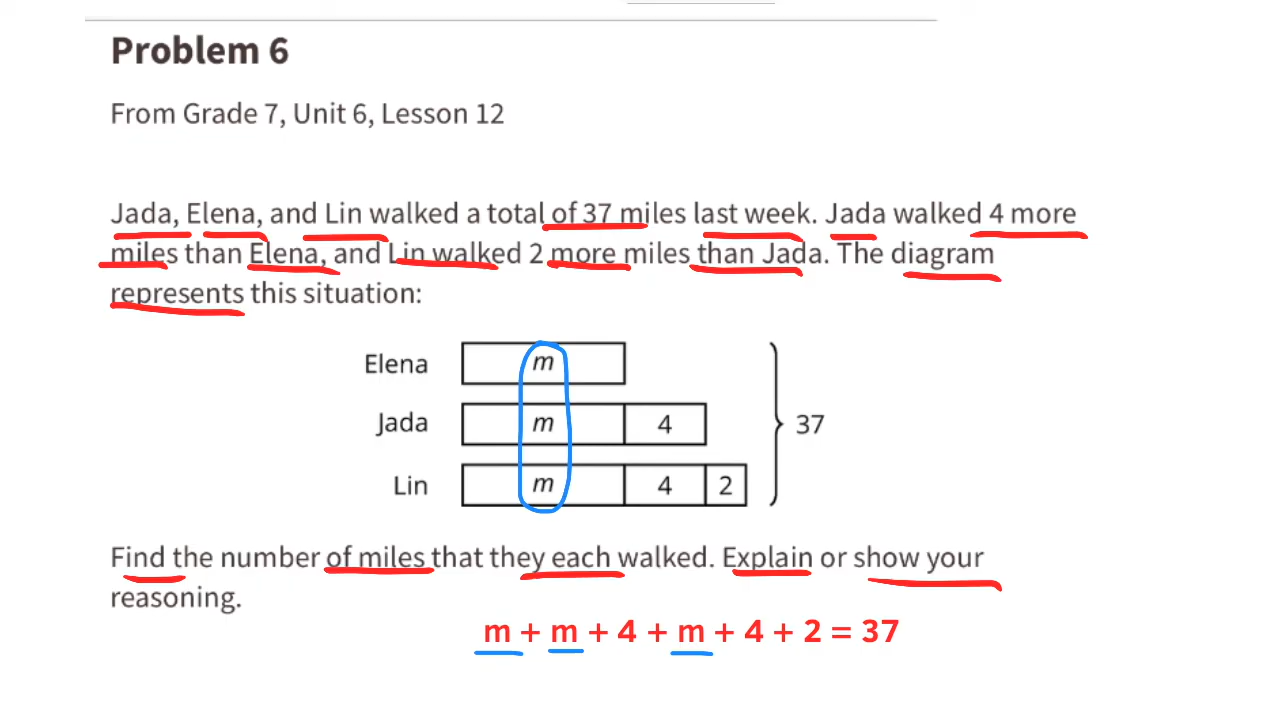 Problem 6
From Grade 7, Unit 6, Lesson 12
Jada, Elena, and Lin walked a total of 37 miles last week. Jada walked 4 more
miles than Elena, and Lin walked 2 more miles than Jada. The diagram
represents this situation:
Elena m
Jada m 4 37
Lin m 4 2
Find the number of miles that they each walked. Explain or show your
reasoning.
m + m + 4 + m + 4 + 2 = 37